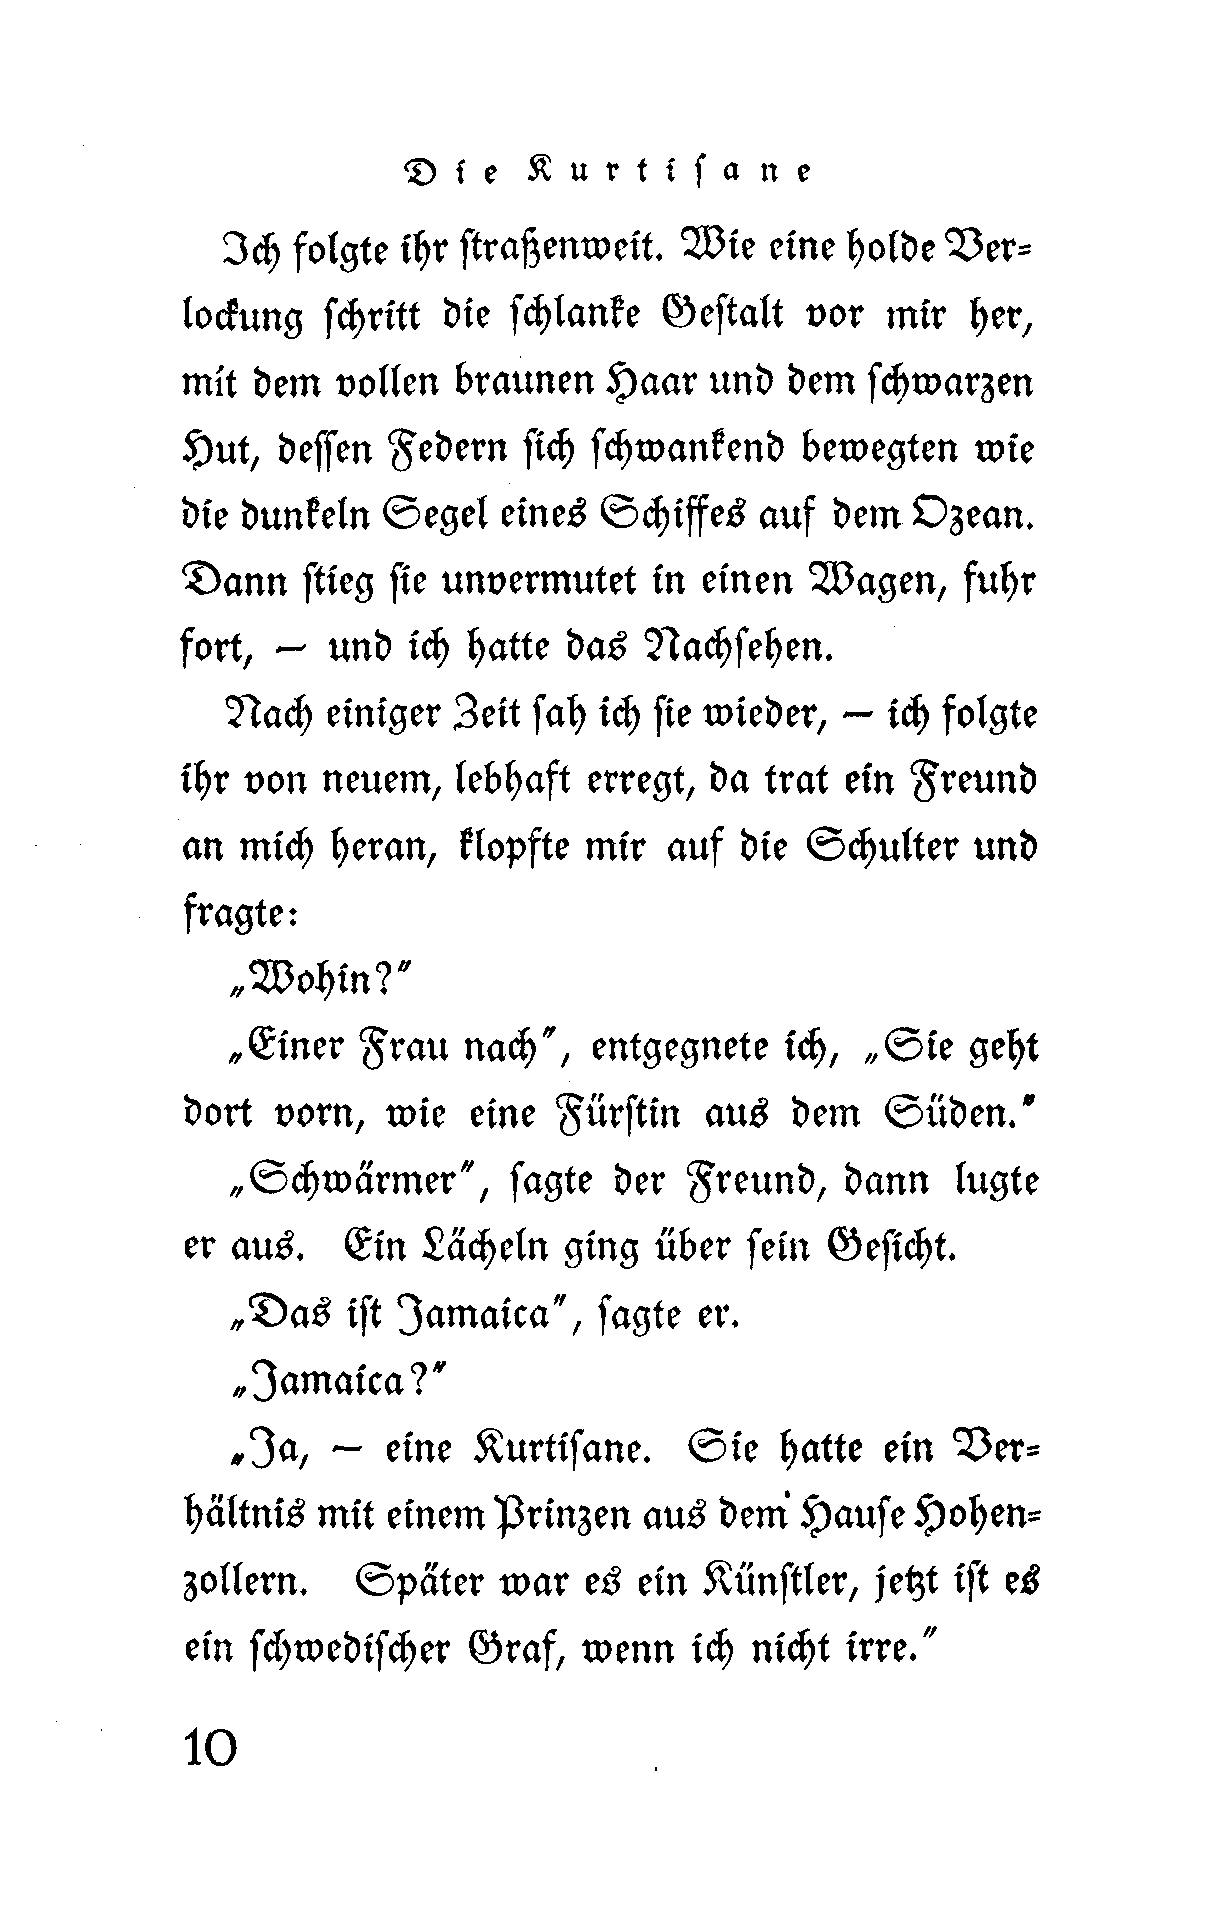 Die Kurtisane
Ich folgte ihr straßenweit. Wie eine holde Ver-
lockung schritt die schlanke Gestalt vor mir her,
mit dem vollen braunen Haar und dem schwarzen
Hut, dessen Federn sich schwankend bewegten wie
die dunkeln Segel eines Schiffes auf dem Ozean.
Dann stieg sie unvermutet in einen Wagen, fuhr
fort, — und ich hatte das Nachsehen.
Nach einiger Zeit sah ich sie wieder, — ich folgte
ihr von neuem, lebhaft erregt, da trat ein Freund
an mich heran, klopfte mir auf die Schulter und
fragte:
„Wohin?“
„Einer Frau nach“, entgegnete ich, „Sie geht
dort vorn, wie eine Fürstin aus dem Süden.“
„Schwärmer“, sagte der Freund, dann lugte
er aus. Ein Lächeln ging über sein Gesicht.
„Das ist Jamaica“, sagte er.
„Jamaica?“
„Ja, — eine Kurtisane. Sie hatte ein Ver-
hältnis mit einem Prinzen aus dem Hause Hohen-
zollern. Später war es ein Künstler, jetzt ist es
ein schwedischer Graf, wenn ich nicht irre.“
10